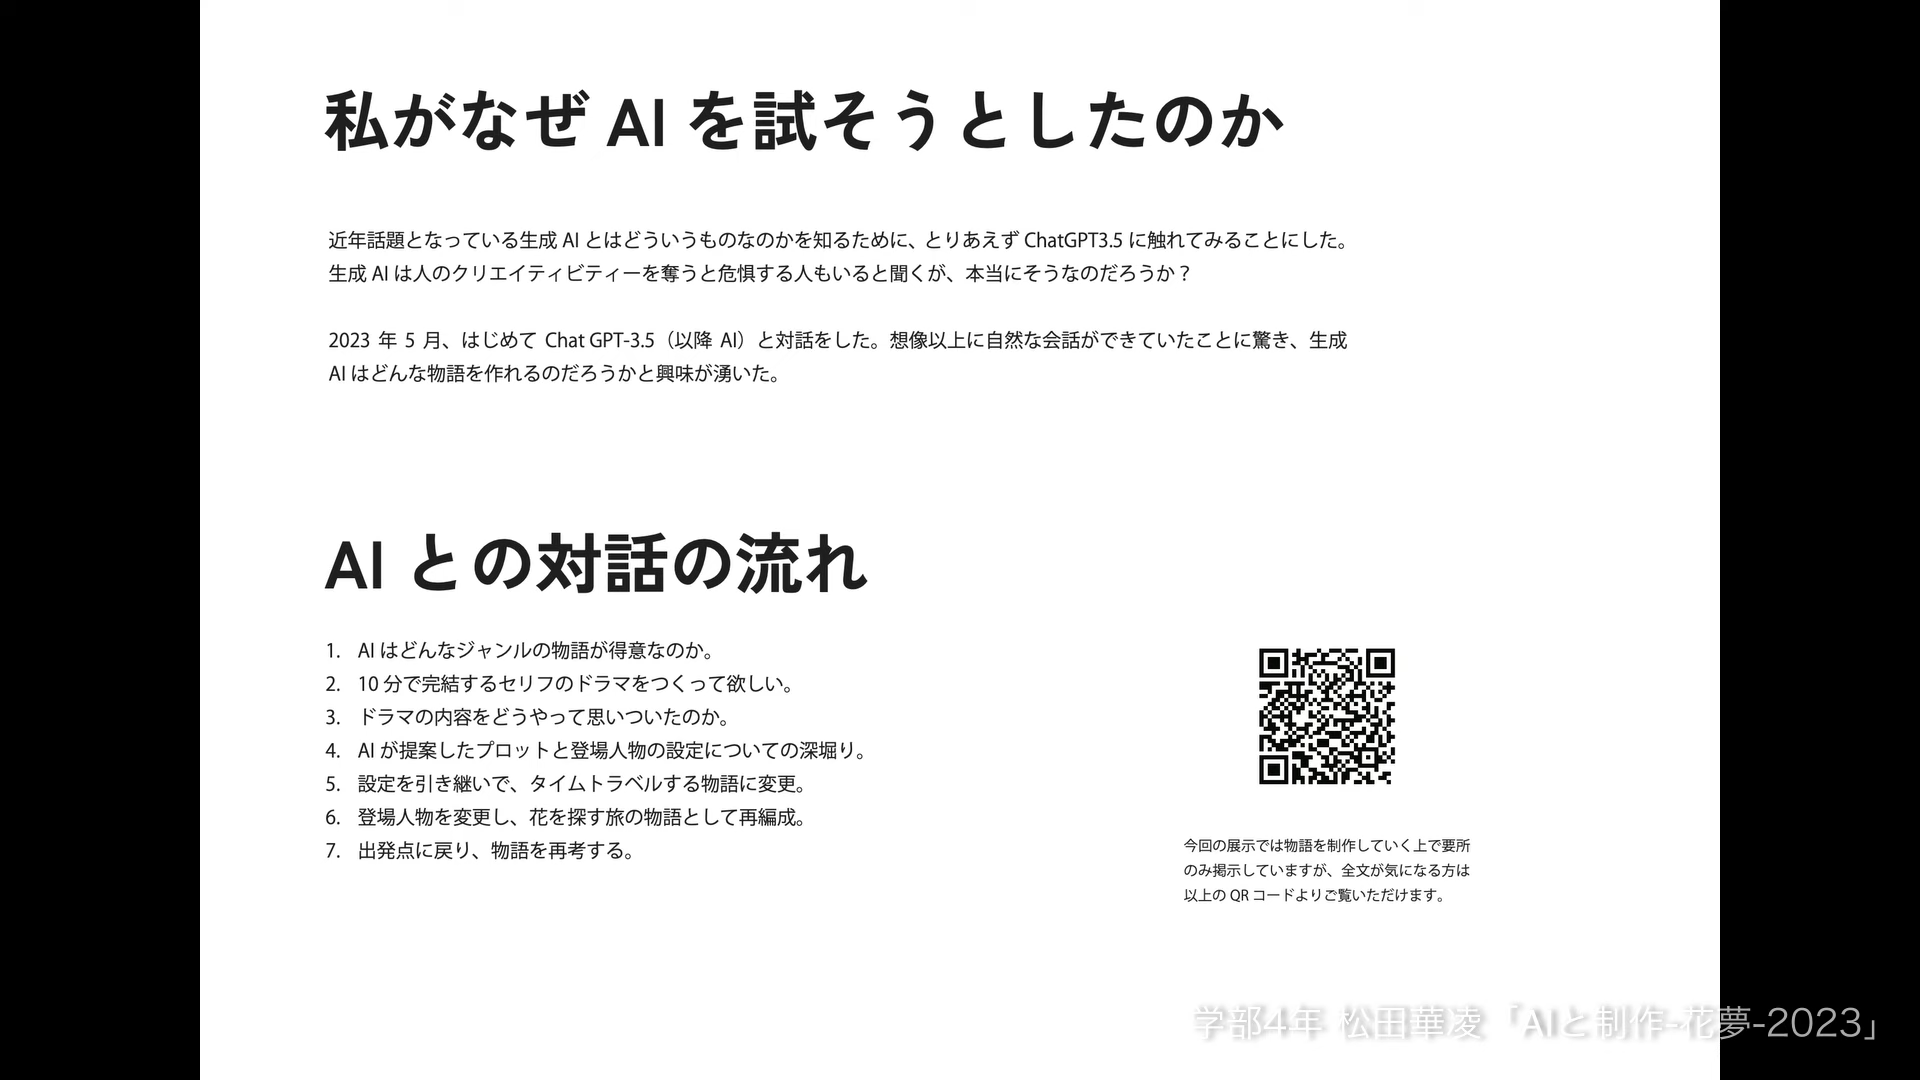 私がなぜ AI を試そうとしたのか
近年話題となっている生成 AI とはどういうものなのかを知るために、とりあえず ChatGPT3.5 に触れてみることにした。
生成 AI は人のクリエイティビティーを奪うと危惧する人もいると聞くが、本当にそうなのだろうか？
2023 年 5 月、はじめて Chat GPT-3.5（以降 AI）と対話をした。想像以上に自然な会話ができていたことに驚き、生成
AI はどんな物語を作れるのだろうかと興味が湧いた。
AI との対話の流れ
1. AI はどんなジャンルの物語が得意なのか。
2. 10 分で完結するセリフのドラマをつくって欲しい。
3. ドラマの内容をどうやって思いついたのか。
4. AI が提案したプロットと登場人物の設定についての深堀り。
5. 設定を引き継いで、タイムトラベルする物語に変更。
6. 登場人物を変更し、花を探す旅の物語として再編成。
7. 出発点に戻り、物語を再考する。
今回の展示では物語を制作していく上で要所
のみ掲示していますが、全文が気になる方は
以上の QR コードよりご覧いただけます。
学部4年 松田華凌「AIと制作-花夢-2023」